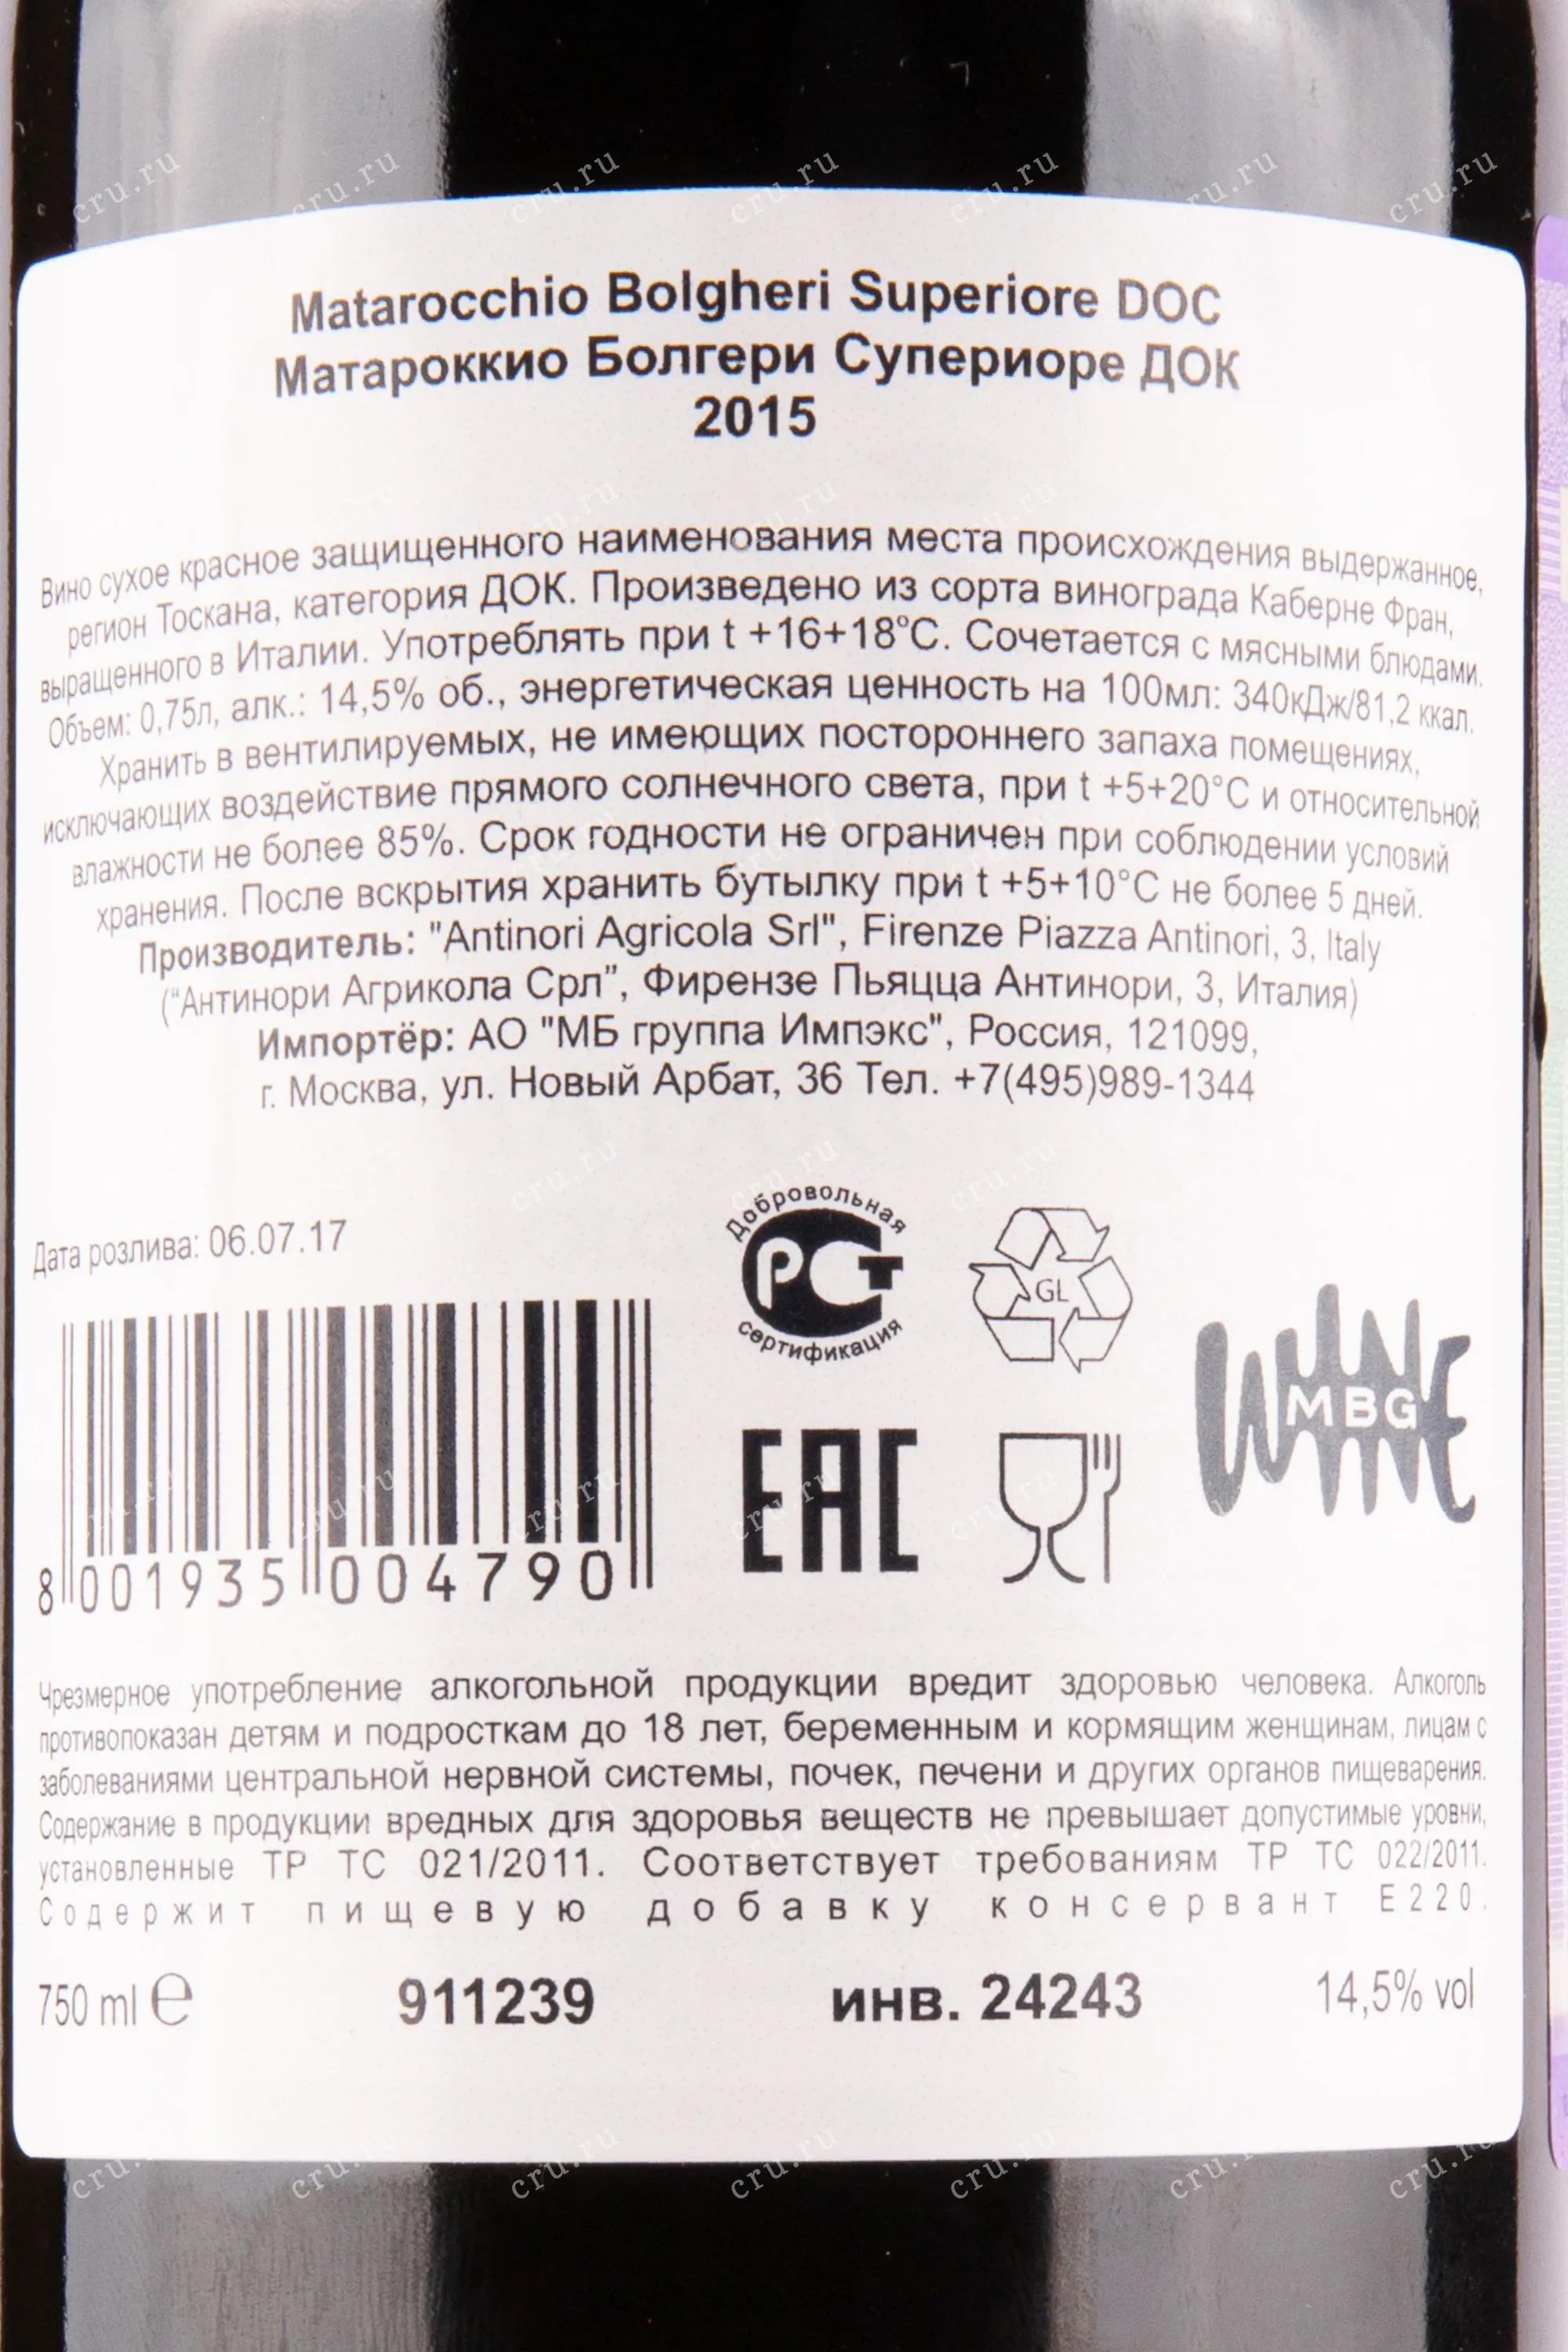 Matarocchio Bolgheri Superiore DOC
Матароккио Болгери Супериоре ДОК
2015
Вино сухое красное защищенного наименования места происхождения выдержанное,
регион Тоскана, категория ДОК. Произведено из сорта винограда Каберне Фран,
выращенного в Италии. Употреблять при t +16+18°C. Сочетается с мясными блюдами.
Объем: 0,75л, алк.: 14,5% об., энергетическая ценность на 100мл: 340кДж/81,2 ккал.
Хранить в вентилируемых, не имеющих постороннего запаха помещениях,
исключающих воздействие прямого солнечного света, при t +5+20°C и относительной
влажности не более 85%. Срок годности не ограничен при соблюдении условий
хранения. После вскрытия хранить бутылку при t +5+10°C не более 5 дней.
Производитель: "Antinori Agricola Srl", Firenze Piazza Antinori, 3, Italy
(“Антинори Агрикола Срл”, Фирензе Пьяцца Антинори, 3, Италия)
Импортёр: АО "МБ группа Импэкс", Россия, 121099,
г. Москва, ул. Новый Арбат, 36 Тел. +7(495)989-1344
Дата розлива: 06.07.17
Добровольная
РСТ
сертификация
GL
WINE
MBG
EAC
8 001935 004790
Чрезмерное употребление алкогольной продукции вредит здоровью человека. Алкоголь
противопоказан детям и подросткам до 18 лет, беременным и кормящим женщинам, лицам с
заболеваниями центральной нервной системы, почек, печени и других органов пищеварения.
Содержание в продукции вредных для здоровья веществ не превышает допустимые уровни,
установленные ТР ТС 021/2011. Соответствует требованиям ТР ТС 022/2011.
Содержит пищевую добавку консервант Е220.
750 ml ℮ 911239 инв. 24243 14,5% vol
cru.ru